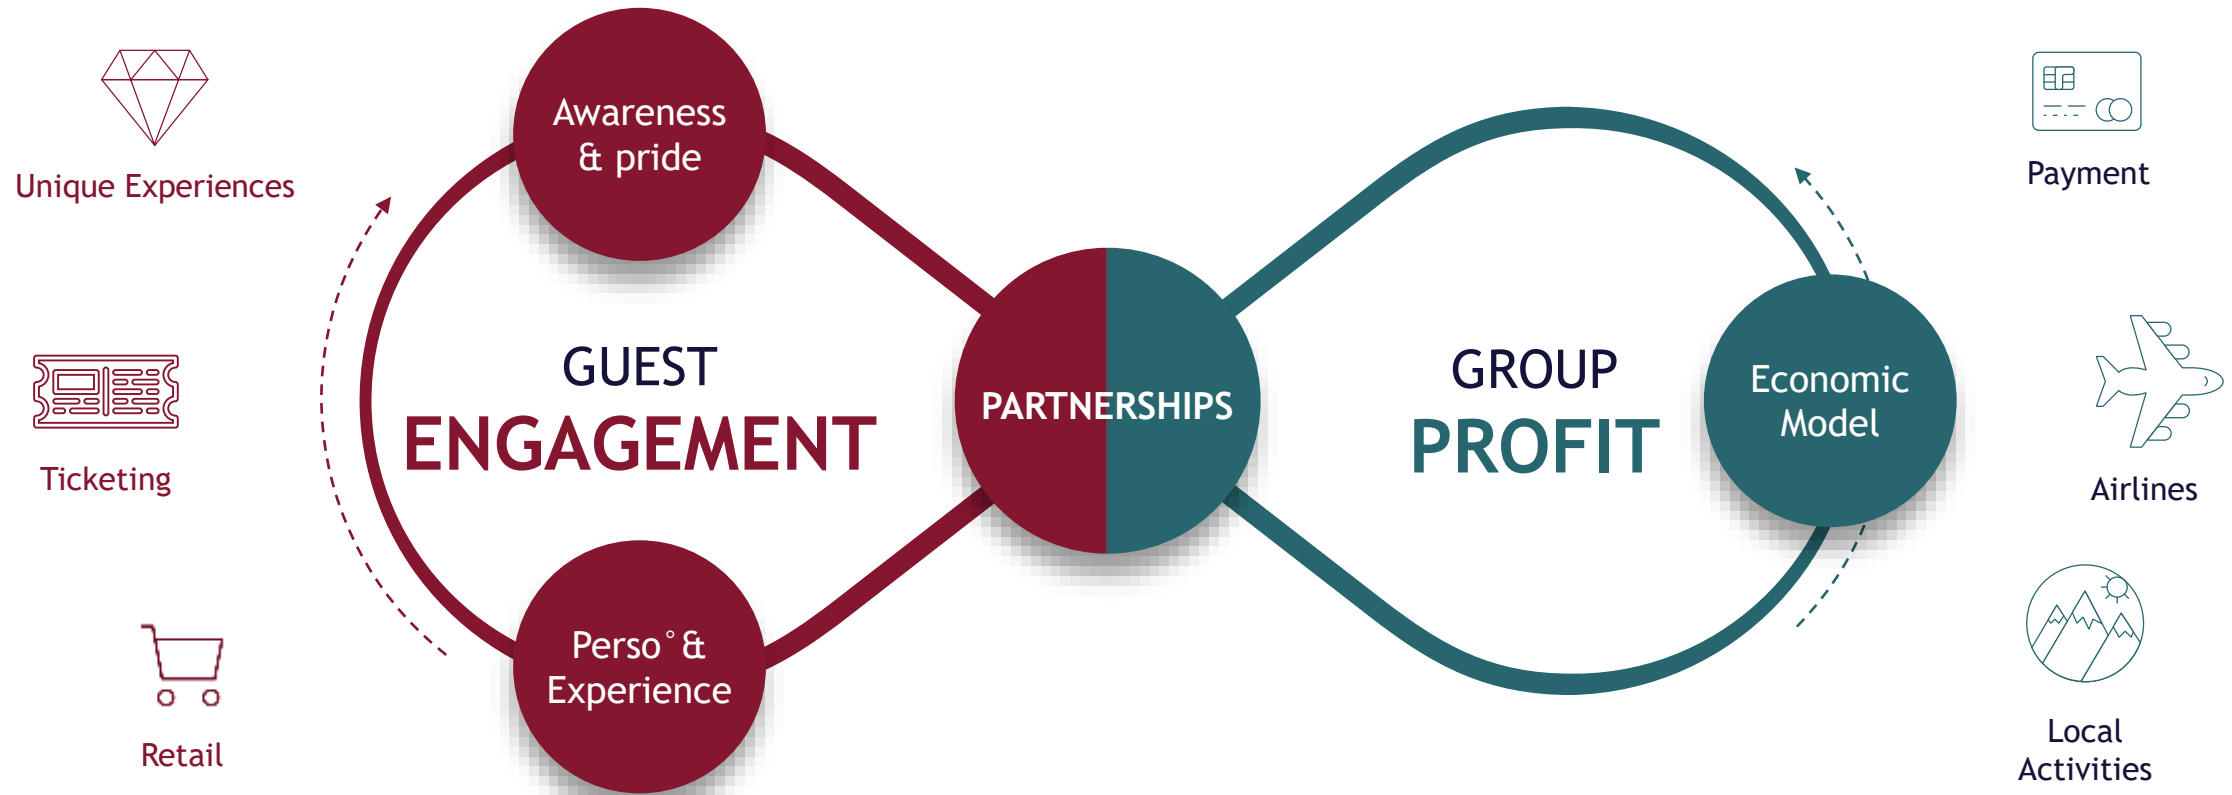 Unique Experiences
Ticketing
Retail
Awareness
& pride
GUEST
ENGAGEMENT
Perso° &
Experience
PARTNERSHIPS
GROUP
PROFIT
Economic
Model
Payment
Airlines
Local
Activities